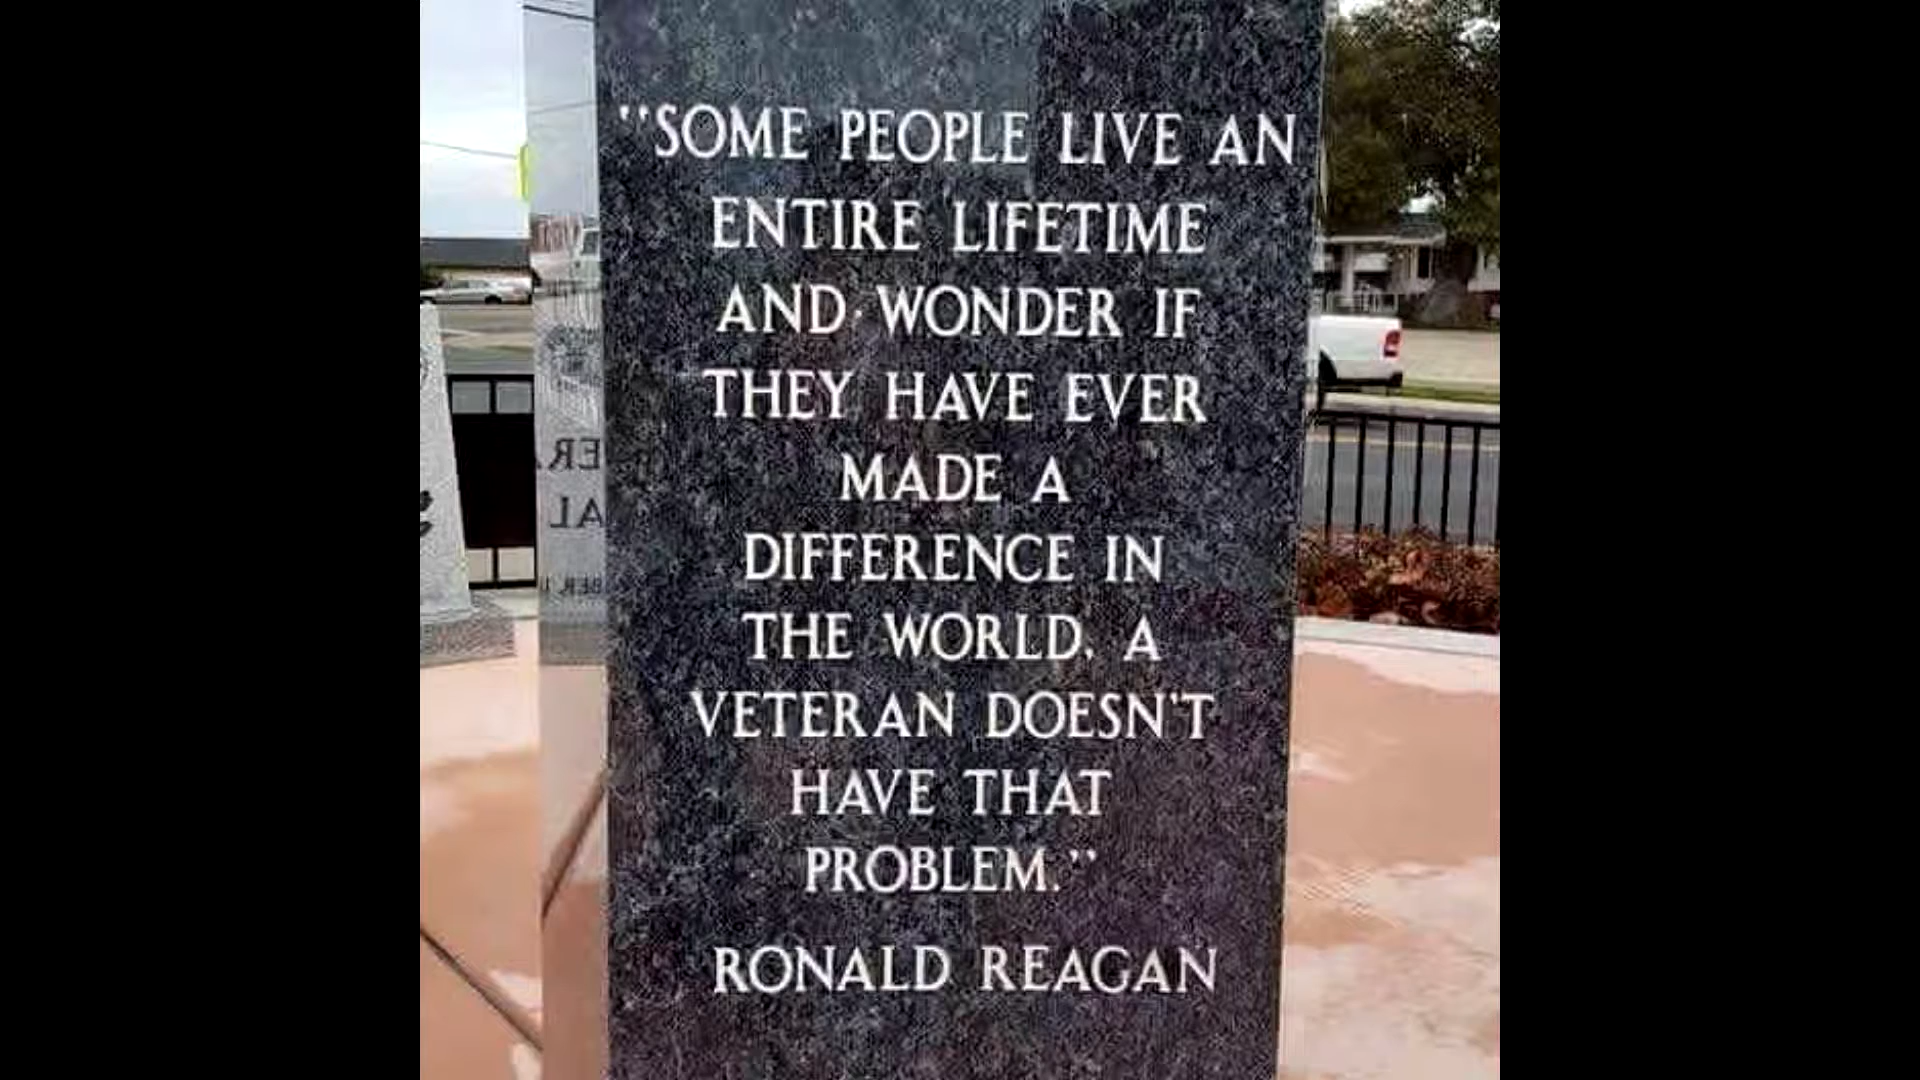 "SOME PEOPLE LIVE AN
ENTIRE LIFETIME
AND WONDER IF
THEY HAVE EVER
MADE A
DIFFERENCE IN
THE WORLD. A
VETERAN DOESN'T
HAVE THAT
PROBLEM."
RONALD REAGAN